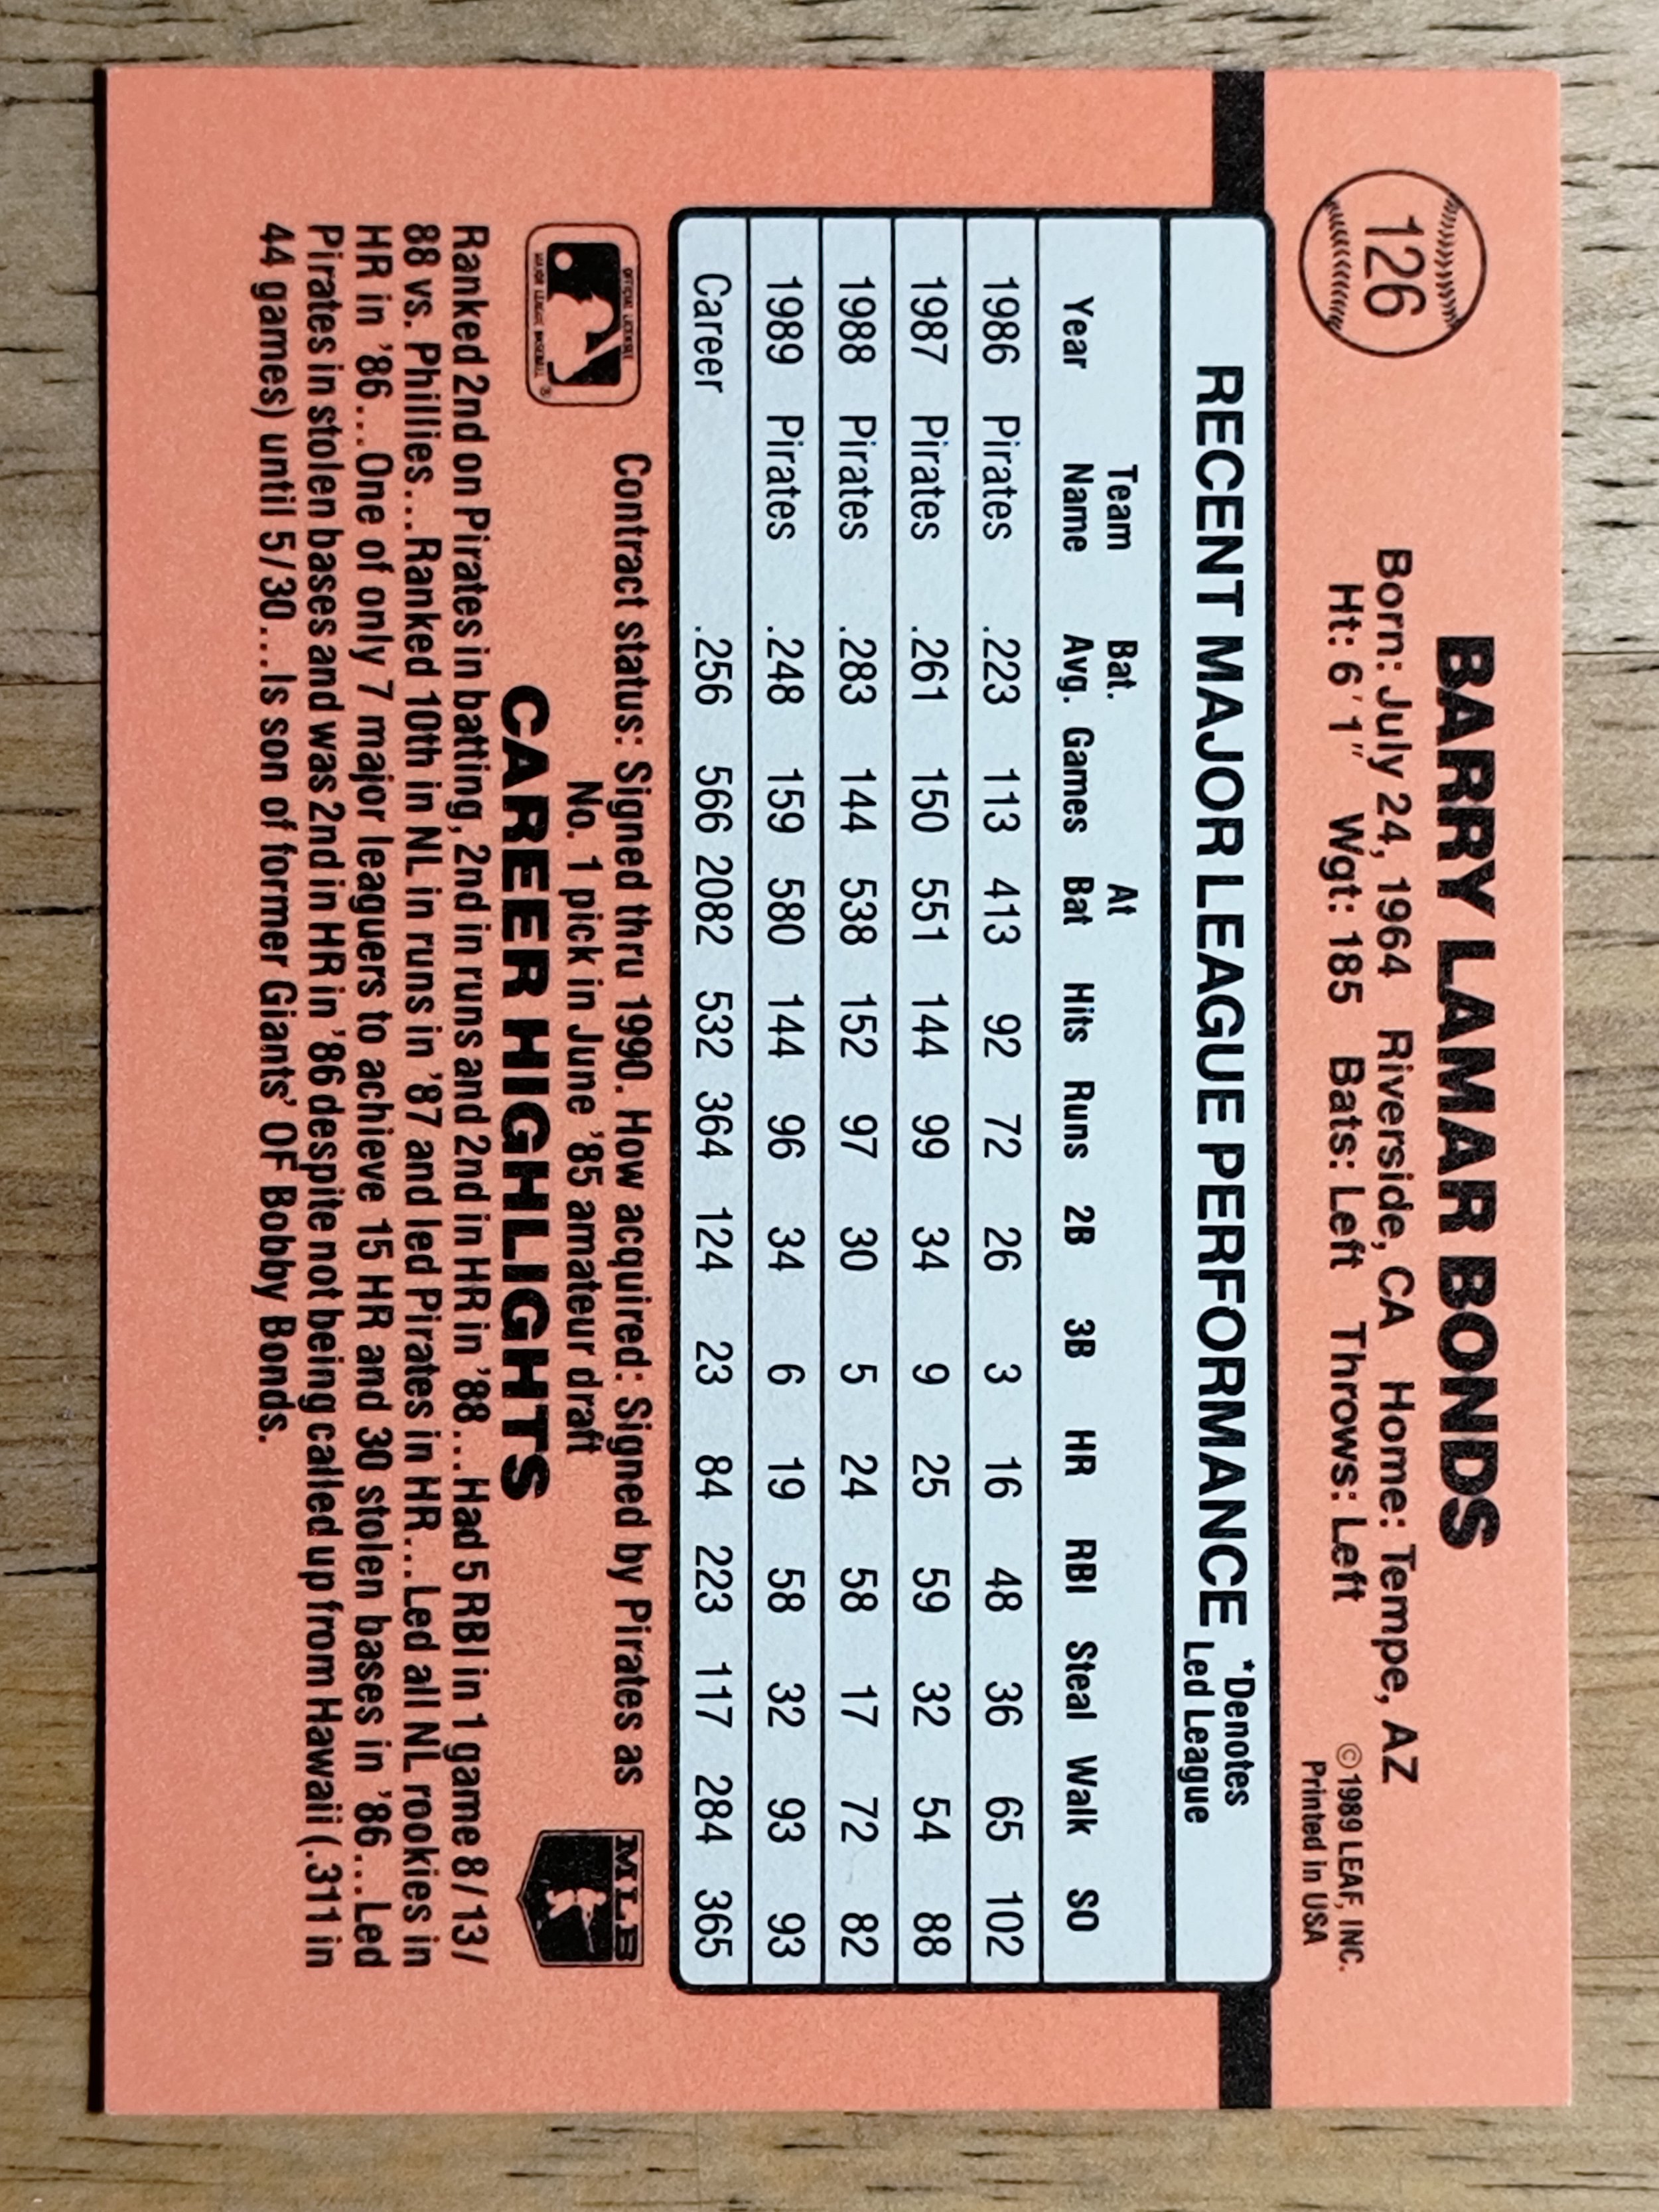 126
BARRY LAMAR BONDS
Born: July 24, 1964 Riverside, CA Home: Tempe, AZ
Ht: 6′ 1″ Wgt: 185 Bats: Left Throws: Left
© 1989 LEAF, INC.
Printed in USA
RECENT MAJOR LEAGUE PERFORMANCE *Denotes Led League
Year Team Name Bat. Avg. Games At Bat Hits Runs 2B 3B HR RBI Steal Walk SO
1986 Pirates .223 113 413 92 72 26 3 16 48 36 65 102
1987 Pirates .261 150 551 144 99 34 9 25 59 32 54 88
1988 Pirates .283 144 538 152 97 30 5 24 58 17 72 82
1989 Pirates .248 159 580 144 96 34 6 19 58 32 93 93
Career .256 566 2082 532 364 124 23 84 223 117 284 365
OFFICIAL LICENSEE
MAJOR LEAGUE BASEBALL ®
Contract status: Signed thru 1990. How acquired: Signed by Pirates as
No. 1 pick in June ’85 amateur draft
MLB
CAREER HIGHLIGHTS
Ranked 2nd on Pirates in batting, 2nd in runs and 2nd in HR in ’88...Had 5 RBI in 1 game 8/13/
88 vs. Phillies...Ranked 10th in NL in runs in ’87 and led Pirates in HR...Led all NL rookies in
HR in ’86...One of only 7 major leaguers to achieve 15 HR and 30 stolen bases in ’86...Led
Pirates in stolen bases and was 2nd in HR in ’86 despite not being called up from Hawaii (.311 in
44 games) until 5/30...Is son of former Giants’ OF Bobby Bonds.